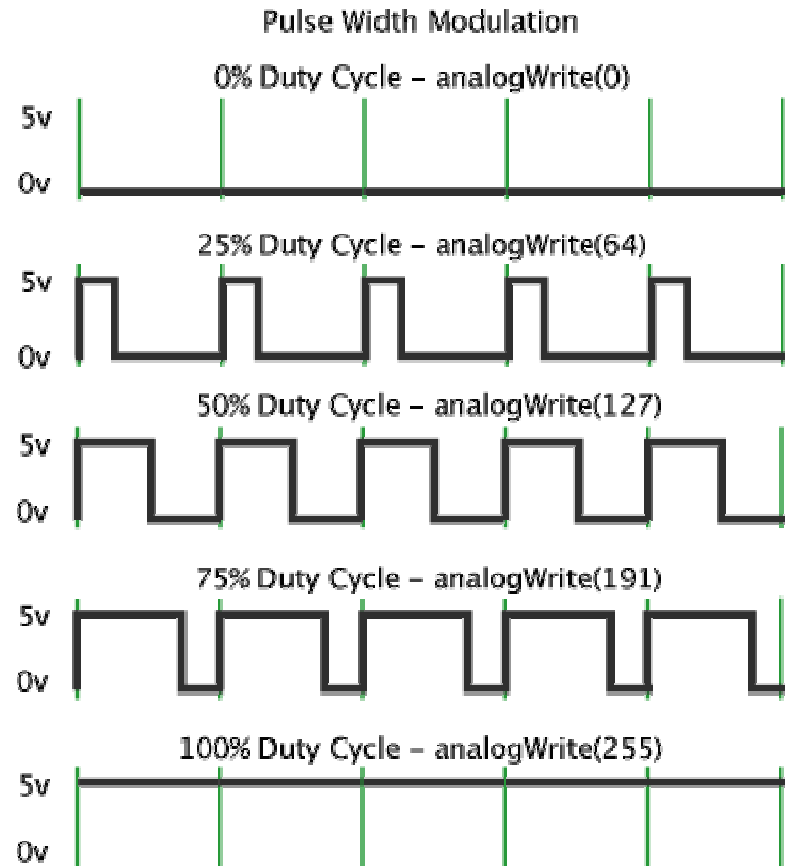 Pulse Width Modulation
0% Duty Cycle – analogWrite(0)
5v
0v
25% Duty Cycle – analogWrite(64)
5v
0v
50% Duty Cycle – analogWrite(127)
5v
0v
75% Duty Cycle – analogWrite(191)
5v
0v
100% Duty Cycle – analogWrite(255)
5v
0v